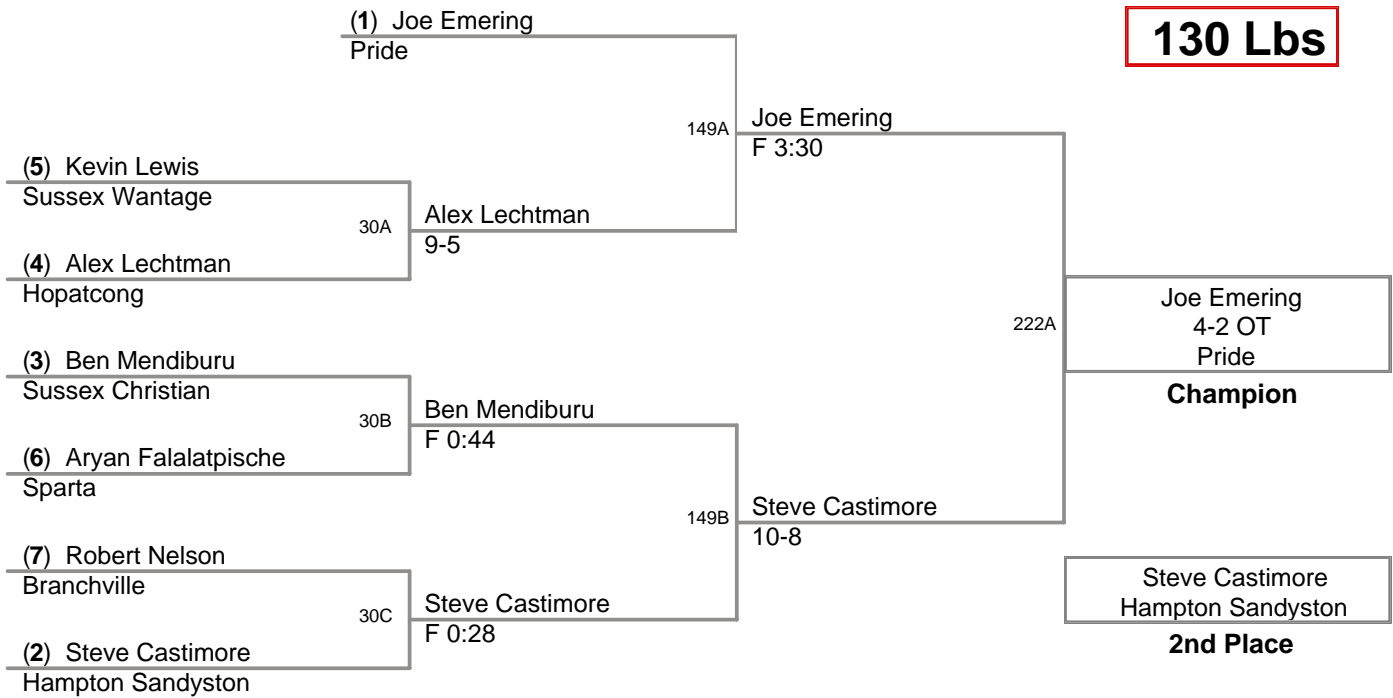 (1) Joe Emering
Pride
130 Lbs
149A
Joe Emering
F 3:30
(5) Kevin Lewis
Sussex Wantage
30A
Alex Lechtman
9-5
(4) Alex Lechtman
Hopatcong
222A
Joe Emering
4-2 OT
Pride
Champion
(3) Ben Mendiburu
Sussex Christian
30B
Ben Mendiburu
F 0:44
(6) Aryan Falalatpische
Sparta
149B
Steve Castimore
10-8
(7) Robert Nelson
Branchville
30C
Steve Castimore
F 0:28
(2) Steve Castimore
Hampton Sandyston
Steve Castimore
Hampton Sandyston
2nd Place